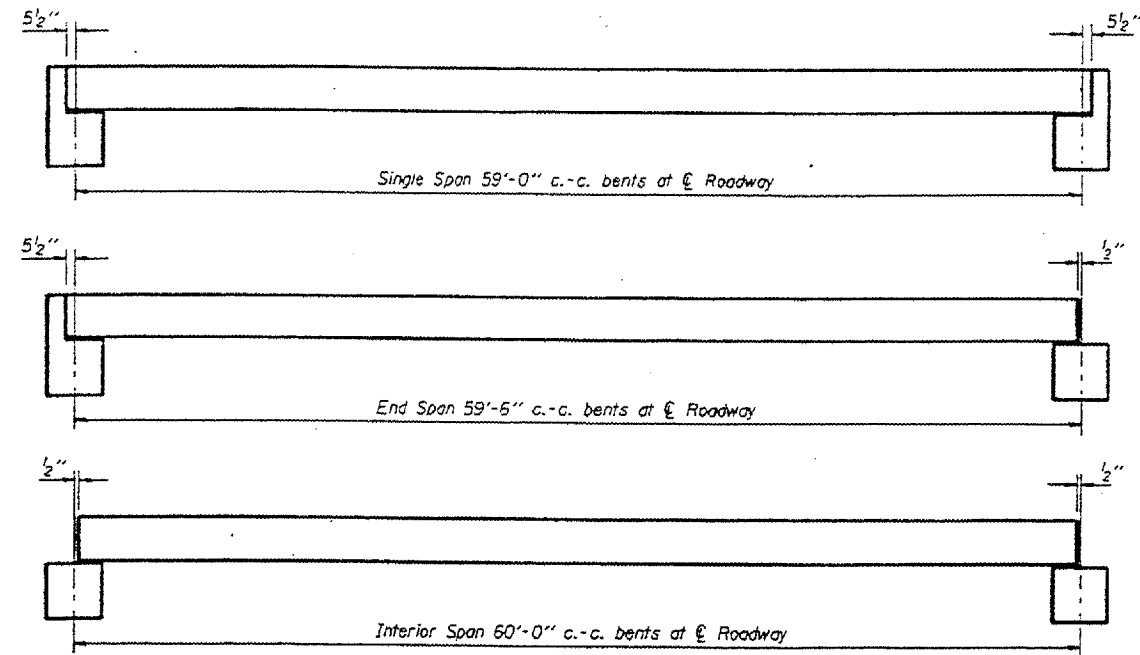 5½" 5½"
Single Span 59'-0" c.-c. bents at ℄ Roadway
5½" ½"
End Span 59'-6" c.-c. bents at ℄ Roadway
½" ½"
Interior Span 60'-0" c.-c. bents at ℄ Roadway